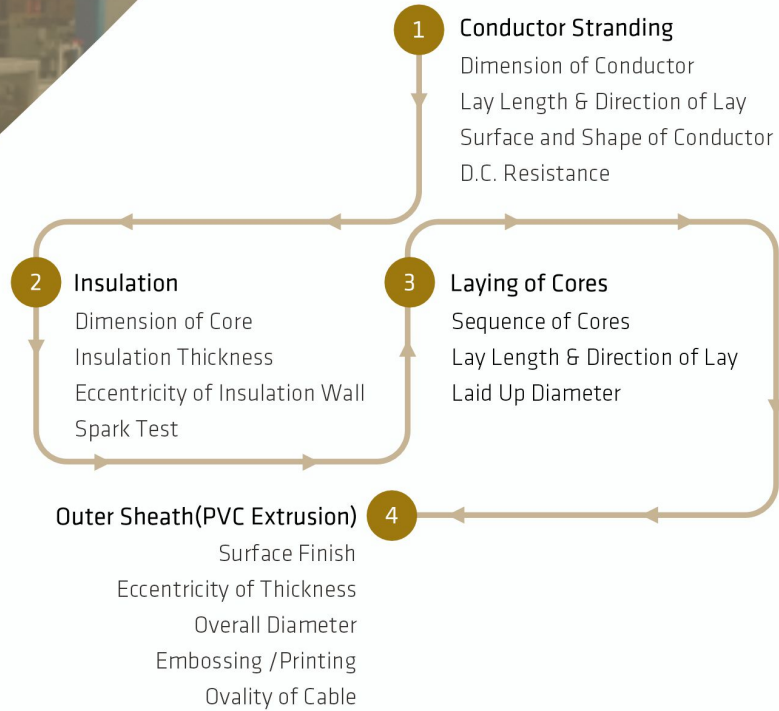 1
Conductor Stranding
Dimension of Conductor
Lay Length & Direction of Lay
Surface and Shape of Conductor
D.C. Resistance
2
Insulation
Dimension of Core
Insulation Thickness
Eccentricity of Insulation Wall
Spark Test
3
Laying of Cores
Sequence of Cores
Lay Length & Direction of Lay
Laid Up Diameter
Outer Sheath(PVC Extrusion)
4
Surface Finish
Eccentricity of Thickness
Overall Diameter
Embossing /Printing
Ovality of Cable